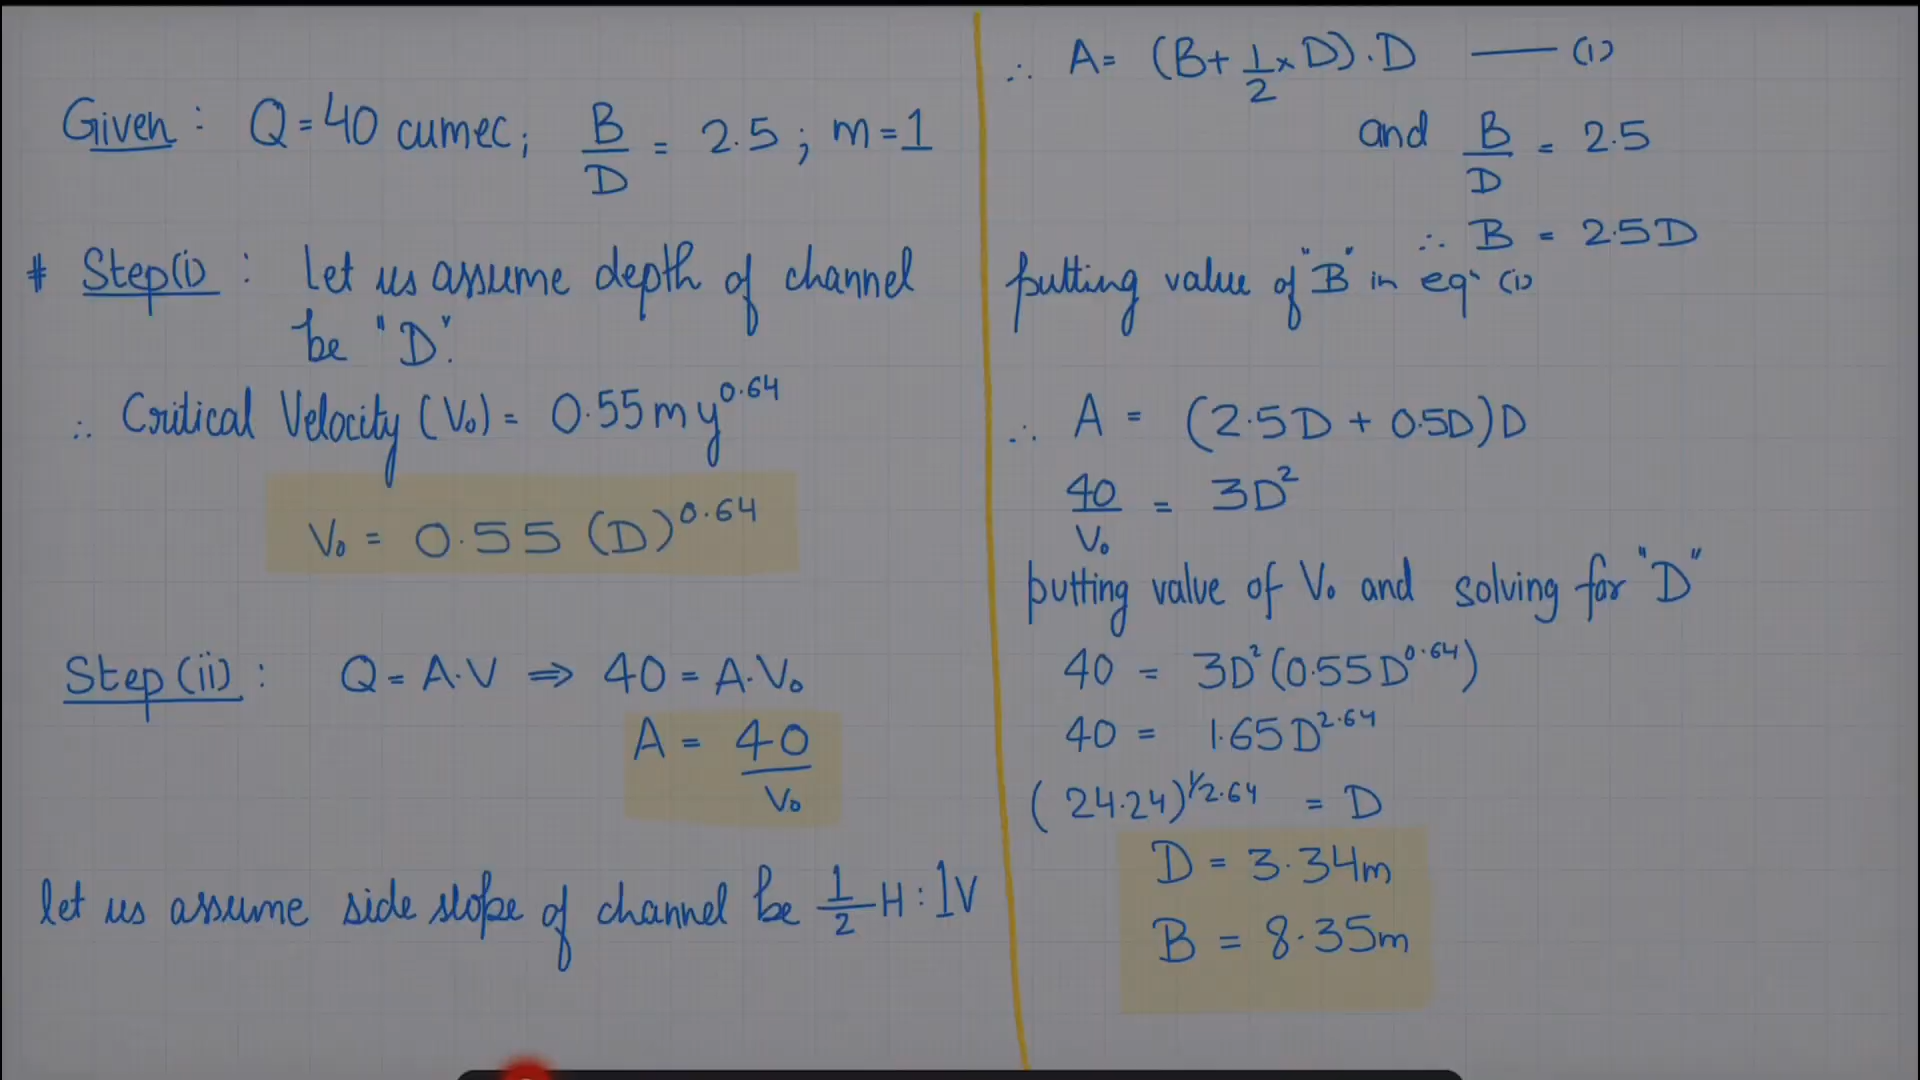 Given: Q = 40 cumec; B/D = 2.5 ; m = 1
# Step(i) : let us assume depth of channel
be "D".
∴ Critical Velocity (V₀) = 0.55 m y^0.64
V₀ = 0.55 (D)^0.64
Step (ii) : Q = A·V ⇒ 40 = A·V₀
A = 40/V₀
let us assume side slope of channel be 1/2 H : 1V
∴ A = (B + 1/2 × D)·D —— (1)
and B/D = 2.5
∴ B = 2.5D
putting value of "B" in eqⁿ (1)
∴ A = (2.5D + 0.5D)D
40/V₀ = 3D²
putting value of V₀ and solving for "D"
40 = 3D²(0.55D^0.64)
40 = 1.65D^2.64
(24.24)^1/2.64 = D
D = 3.34m
B = 8.35m